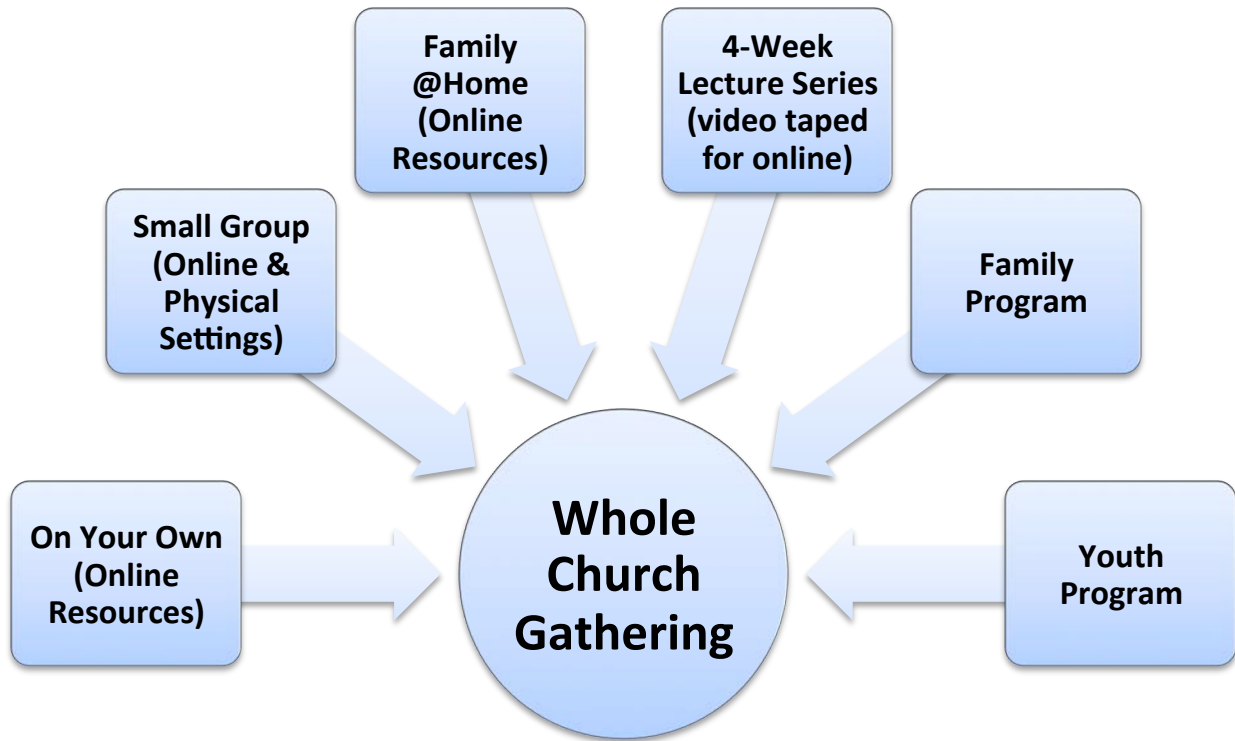 Family
@Home
(Online
Resources)
4-Week
Lecture Series
(video taped
for online)
Small Group
(Online &
Physical
Settings)
Family
Program
On Your Own
(Online
Resources)
Whole
Church
Gathering
Youth
Program